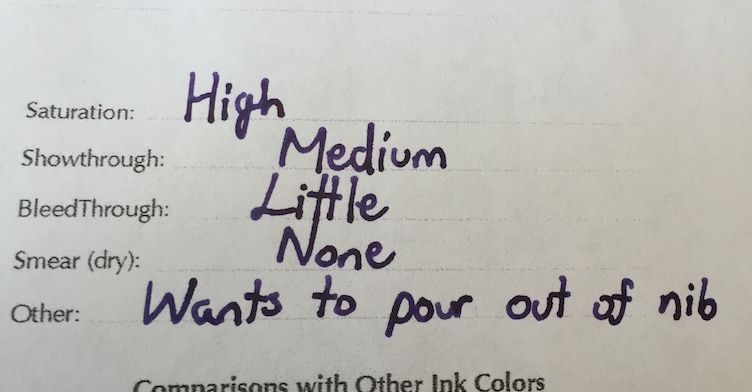 Saturation: High
Showthrough: Medium
BleedThrough: Little
Smear (dry): None
Other: Wants to pour out of nib
Comparisons with Other Ink Colors